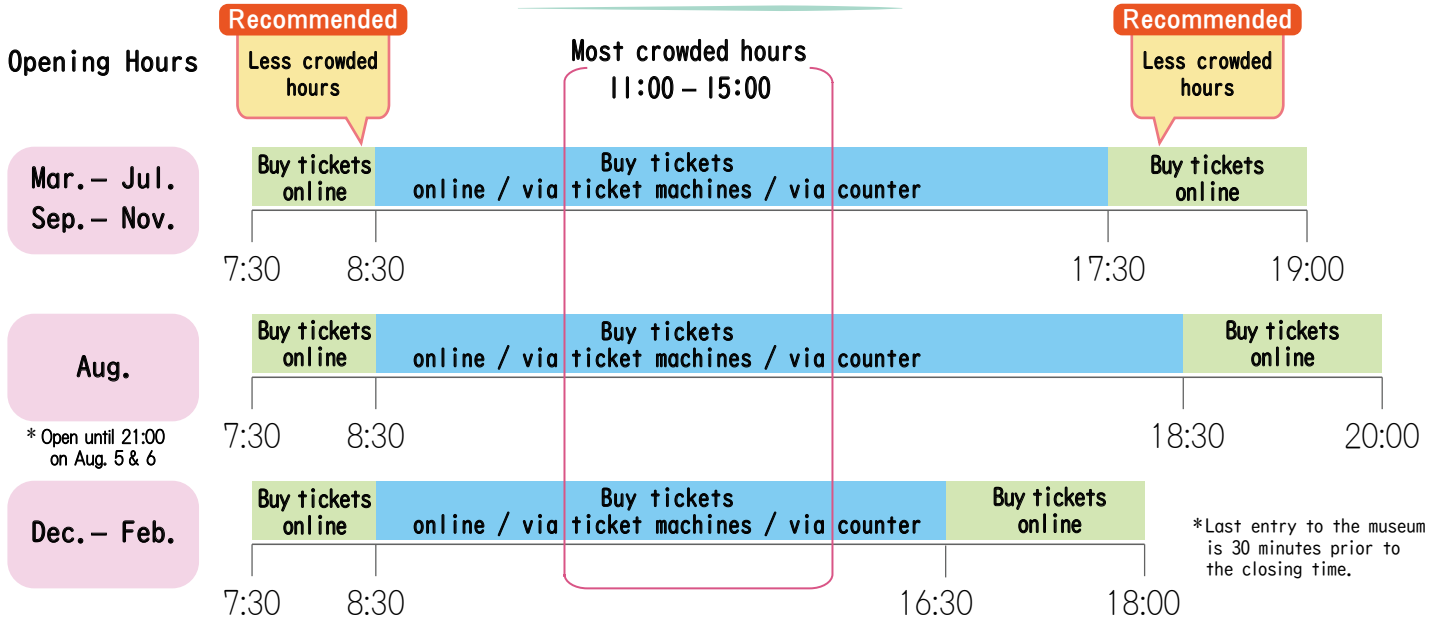 Recommended
Less crowded
hours
Recommended
Less crowded
hours
Opening Hours
Most crowded hours
11:00 – 15:00
Mar.– Jul.
Sep.– Nov.
Buy tickets
online
Buy tickets
online / via ticket machines / via counter
Buy tickets
online
7:30
8:30
17:30
19:00
Aug.
* Open until 21:00
on Aug. 5 & 6
Buy tickets
online
Buy tickets
online / via ticket machines / via counter
Buy tickets
online
7:30
8:30
18:30
20:00
Dec.– Feb.
Buy tickets
online
Buy tickets
online / via ticket machines / via counter
Buy tickets
online
7:30
8:30
16:30
18:00
*Last entry to the museum
is 30 minutes prior to
the closing time.